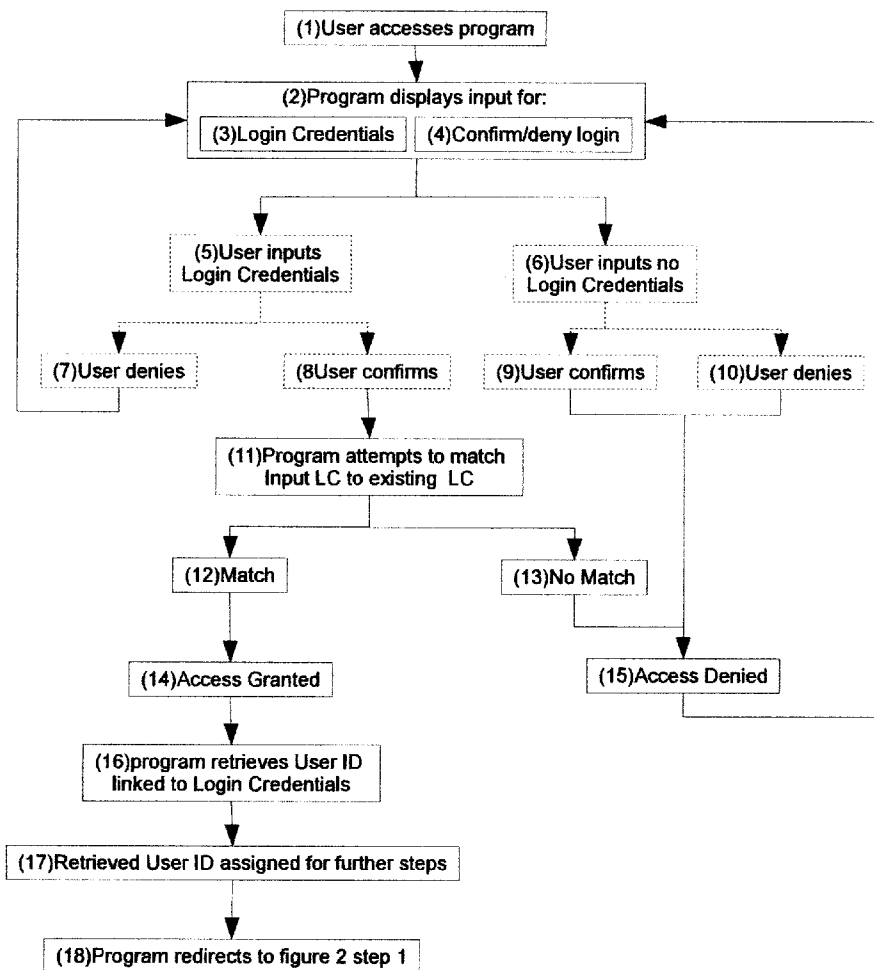 (1)User accesses program
(2)Program displays input for:
(3)Login Credentials
(4)Confirm/deny login
(5)User inputs
Login Credentials
(6)User inputs no
Login Credentials
(7)User denies
(8User confirms
(9)User confirms
(10)User denies
(11)Program attempts to match
Input LC to existing LC
(12)Match
(13)No Match
(14)Access Granted
(15)Access Denied
(16)program retrieves User ID
linked to Login Credentials
(17)Retrieved User ID assigned for further steps
(18)Program redirects to figure 2 step 1